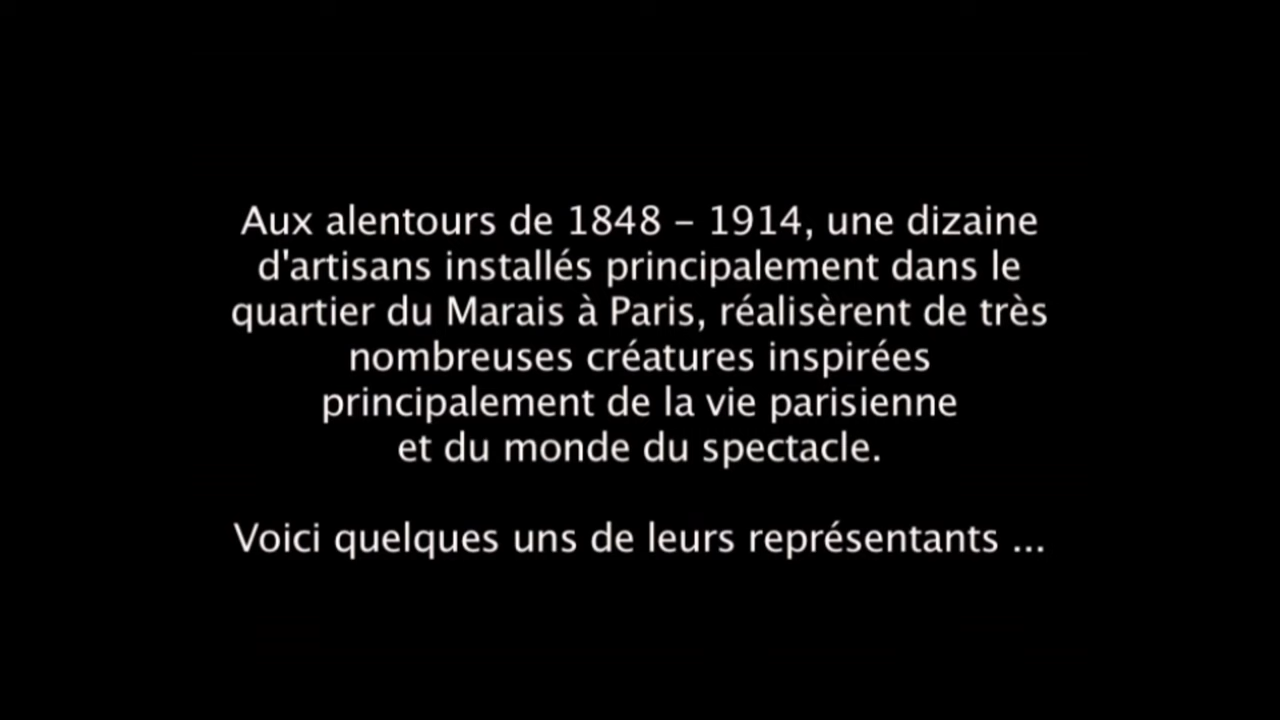 Aux alentours de 1848 – 1914, une dizaine
d'artisans installés principalement dans le
quartier du Marais à Paris, réalisèrent de très
nombreuses créatures inspirées
principalement de la vie parisienne
et du monde du spectacle.
Voici quelques uns de leurs représentants ...